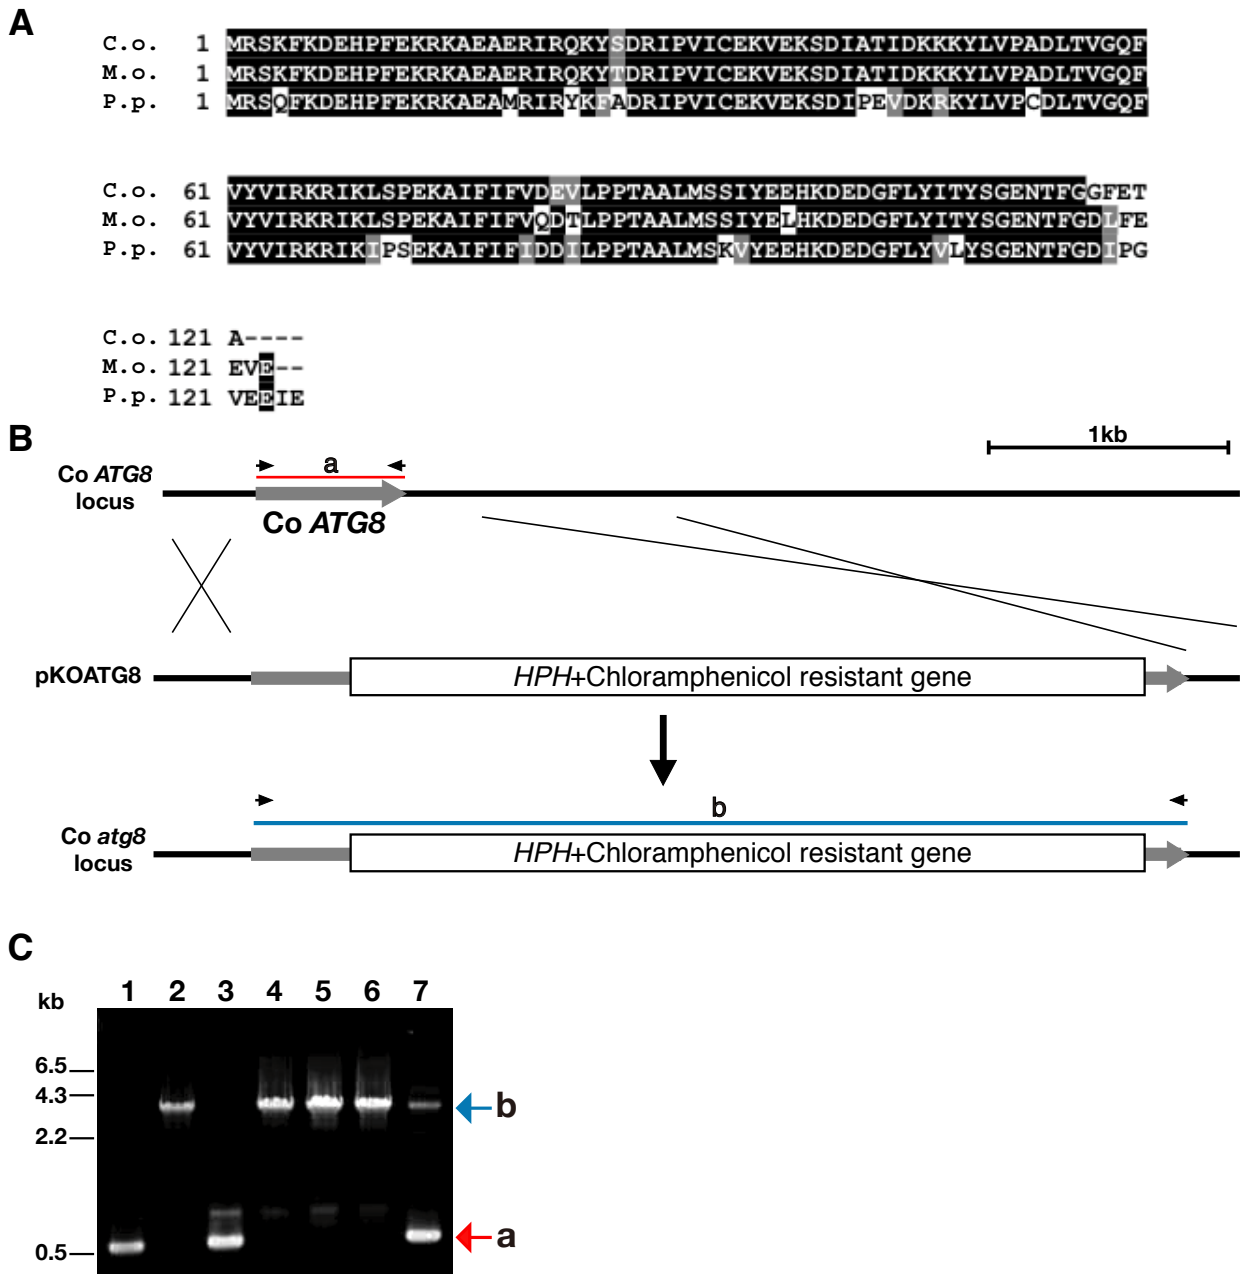 A
C.o. 1 MRSKFKDEHPFEKRKAEAERIRQKYSDRIPVICEKVEKSDIATIDKKKYLVPADLTVGQF
M.o. 1 MRSKFKDEHPFEKRKAEAERIRQKYTDRIPVICEKVEKSDIATIDKKKYLVPADLTVGQF
P.p. 1 MRSQFKDEHPFEKRKAEAMRIRYKFADRIPVICEKVEKSDIPEVDKRKYLVPCDLTVGQF
C.o. 61 VYVIRKRIKLSPEKAIFIFVDEVLPPTAALMSSIYEEHKDEDGFLYITYSGENTFGGFET
M.o. 61 VYVIRKRIKLSPEKAIFIFVQDTLPPTAALMSSIYELHKDEDGFLYITYSGENTFGDLFE
P.p. 61 VYVIRKRIKIPSEKAIFIFIDDILPPTAALMSKVYEEHKDEDGFLYVLYSGENTFGDIPG
C.o. 121 A----
M.o. 121 EVE--
P.p. 121 VEEIE
B
1kb
Co ATG8
locus
a
Co ATG8
pKOATG8
HPH+Chloramphenicol resistant gene
b
Co atg8
locus
HPH+Chloramphenicol resistant gene
C
kb
1 2 3 4 5 6 7
6.5
4.3
b
2.2
a
0.5